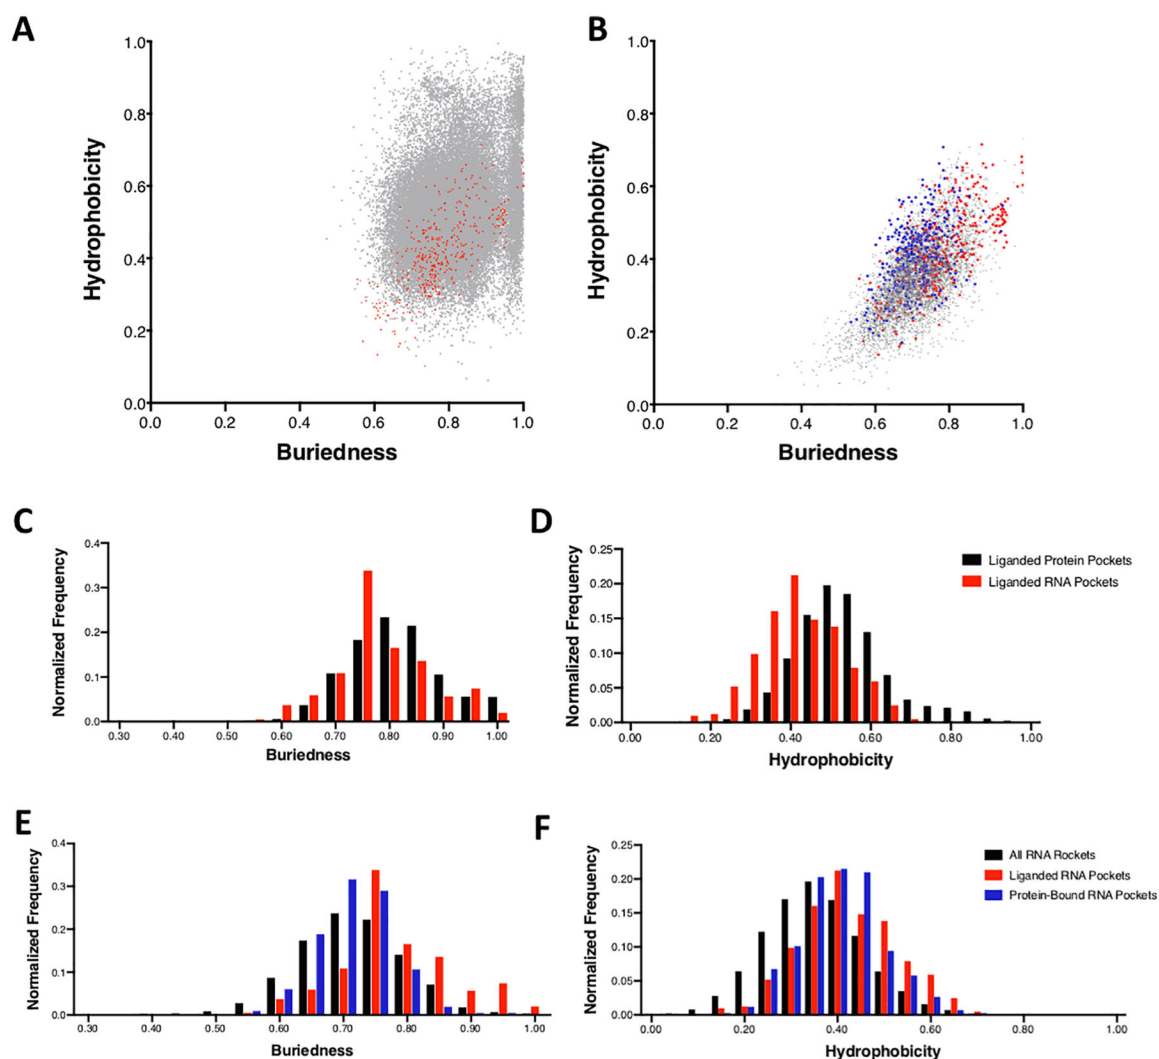 A
1.0
0.8
0.6
0.4
0.2
0.0
Hydrophobicity
0.0 0.2 0.4 0.6 0.8 1.0
Buriedness
B
1.0
0.8
0.6
0.4
0.2
0.0
Hydrophobicity
0.0 0.2 0.4 0.6 0.8 1.0
Buriedness
C
0.4
0.3
0.2
0.1
0.0
Normalized Frequency
0.30 0.40 0.50 0.60 0.70 0.80 0.90 1.00
Buriedness
D
0.25
0.20
0.15
0.10
0.05
0.00
Normalized Frequency
0.00 0.20 0.40 0.60 0.80 1.00
Hydrophobicity
Liganded Protein Pockets
Liganded RNA Pockets
E
0.4
0.3
0.2
0.1
0.0
Normalized Frequency
0.30 0.40 0.50 0.60 0.70 0.80 0.90 1.00
Buriedness
F
0.25
0.20
0.15
0.10
0.05
0.00
Normalized Frequency
0.00 0.20 0.40 0.60 0.80 1.00
Hydrophobicity
All RNA Rockets
Liganded RNA Pockets
Protein-Bound RNA Pockets